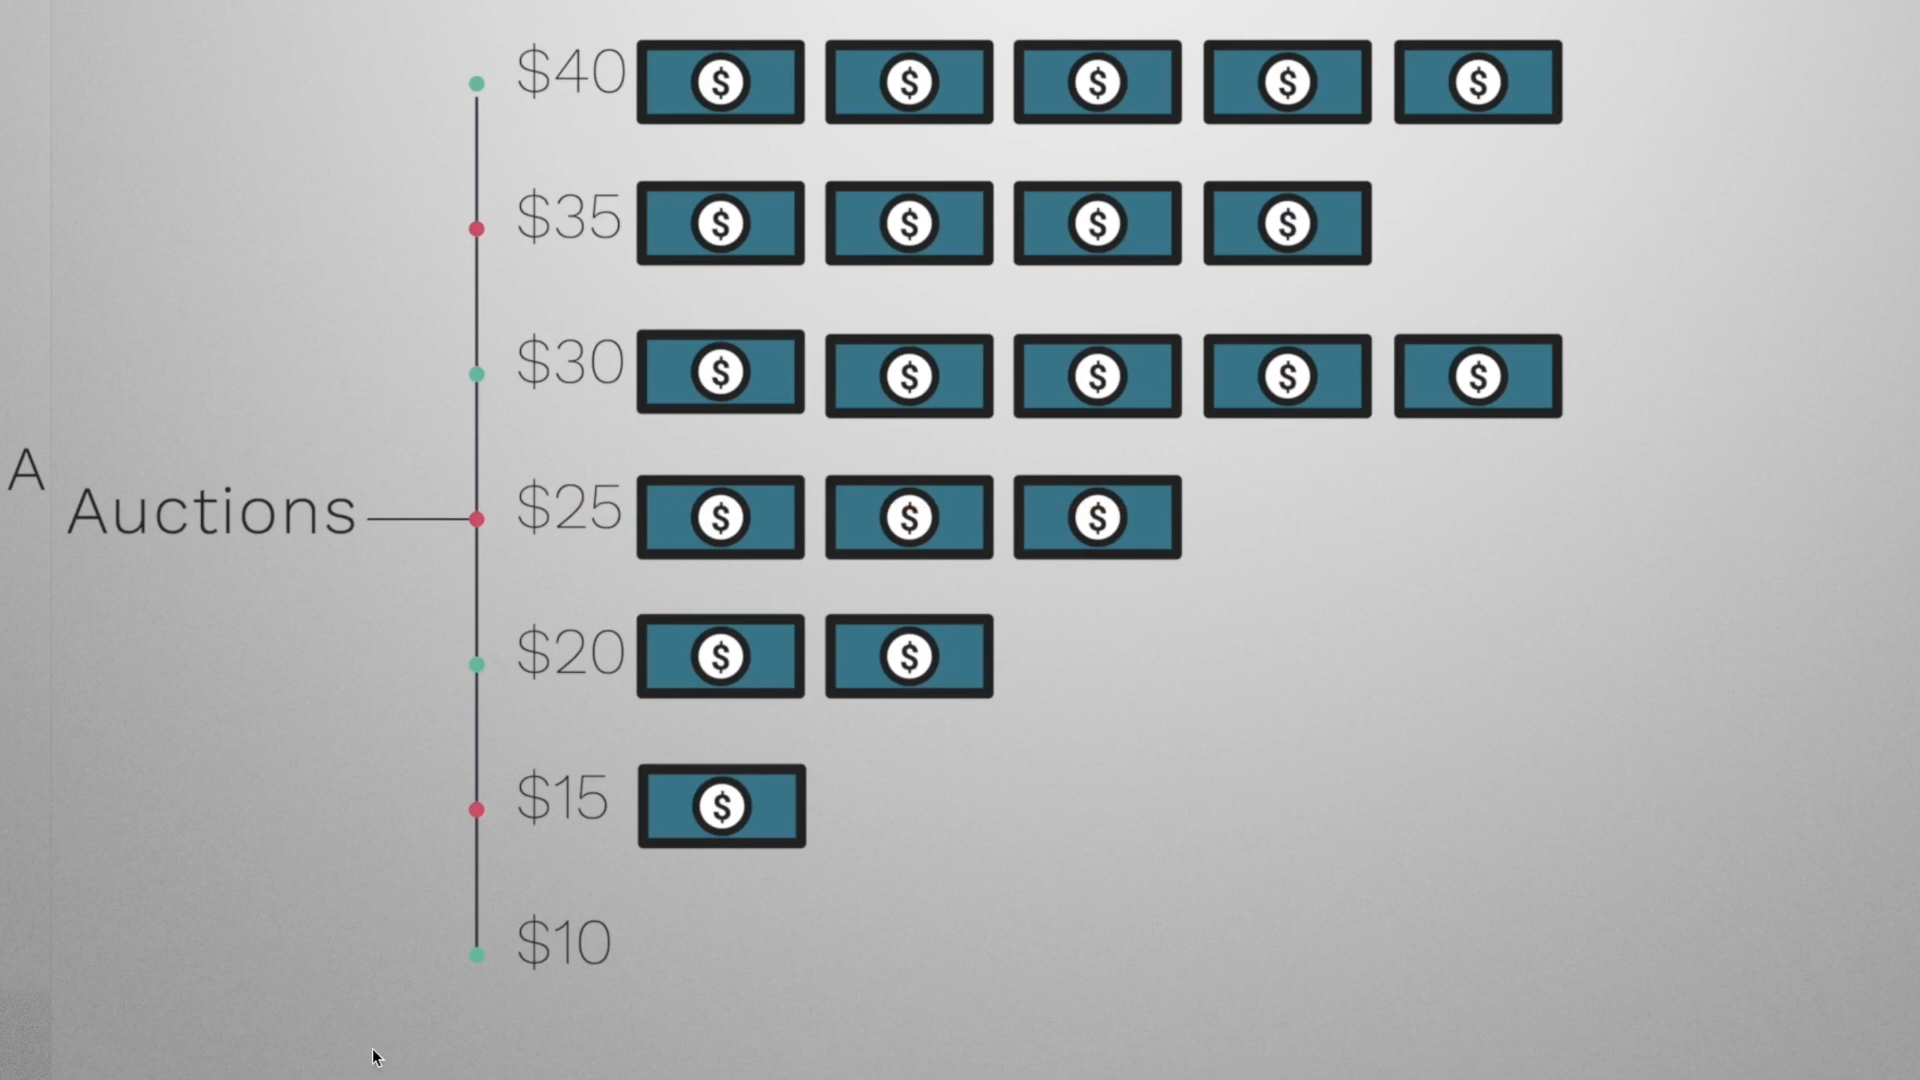 $40 $ $ $ $ $
$35 $ $ $ $
$30 $ $ $ $ $
A
Auctions
$25 $ $ $
$20 $ $
$15 $
$10